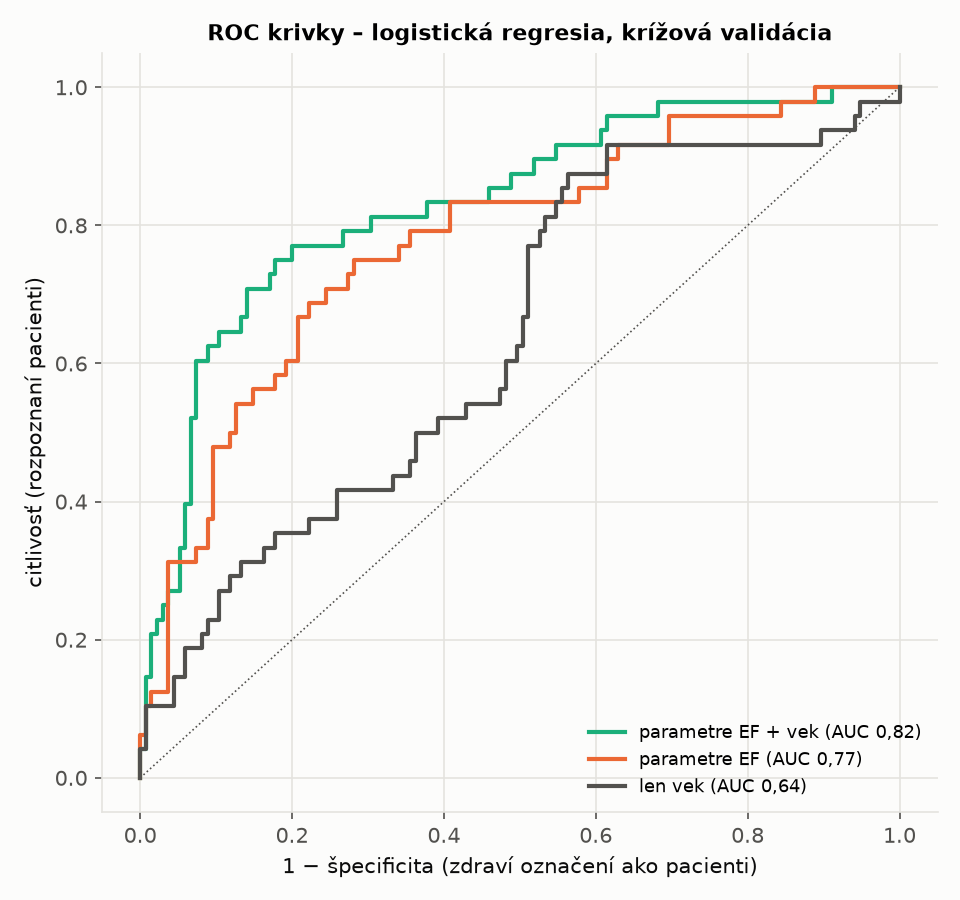 ROC krivky – logistická regresia, krížová validácia
citlivosť (rozpoznaní pacienti)
1.0
0.8
0.6
0.4
0.2
0.0
parametre EF + vek (AUC 0,82)
parametre EF (AUC 0,77)
len vek (AUC 0,64)
0.0 0.2 0.4 0.6 0.8 1.0
1 − špecificita (zdraví označení ako pacienti)